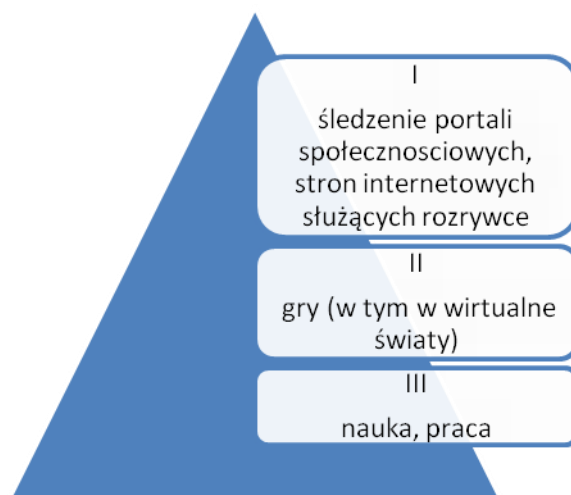 I
śledzenie portali
społecznosciowych,
stron internetowych
służących rozrywce
II
gry (w tym w wirtualne
światy)
III
nauka, praca